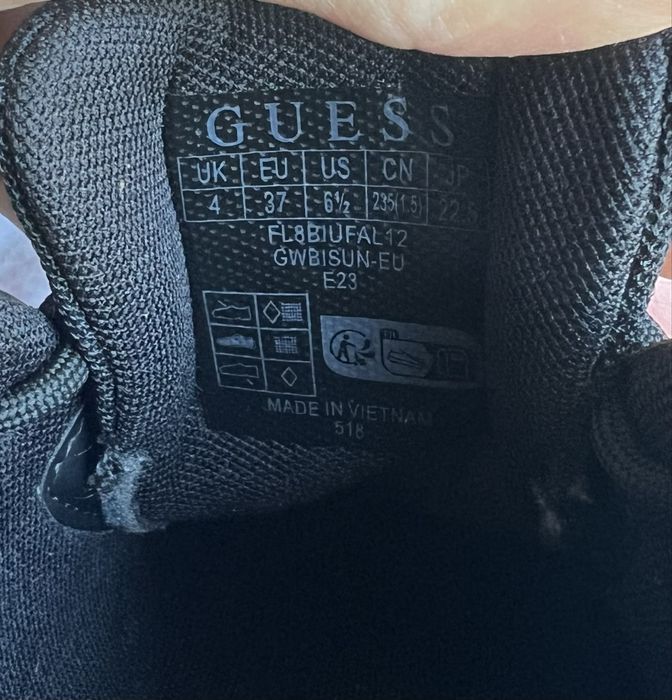 GUESS
UK EU US CN JP
4 37 6½ 235(1.5) 22.5
FL8BIUFAL12
GWBISUN-EU
E23
FR
MADE IN VIETNAM
518